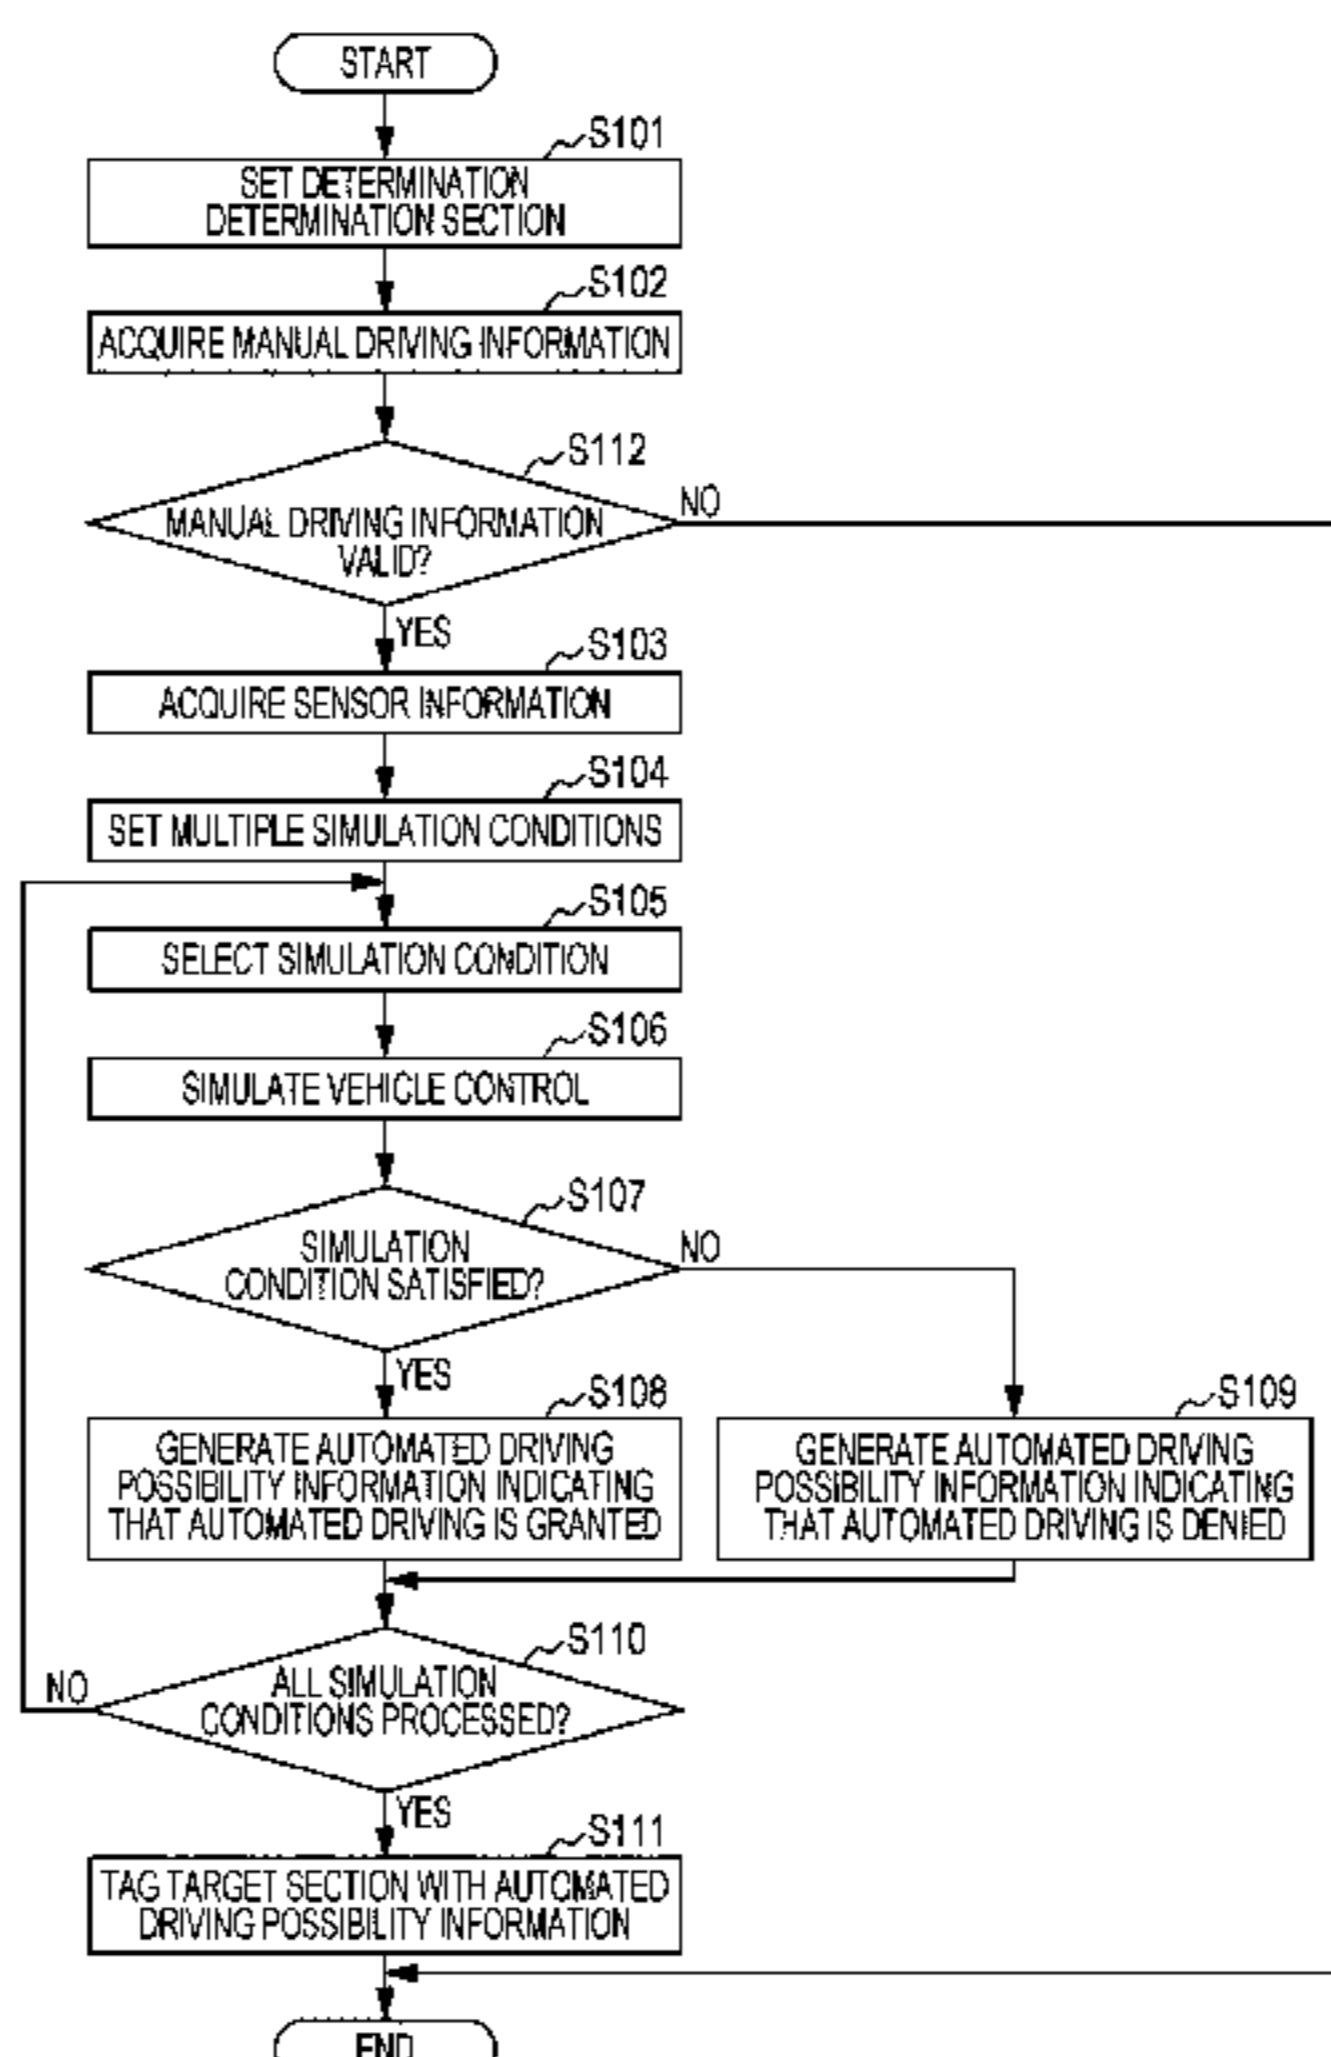 START
S101
SET DETERMINATION
DETERMINATION SECTION
S102
ACQUIRE MANUAL DRIVING INFORMATION
S112
MANUAL DRIVING INFORMATION
VALID?
NO
YES
S103
ACQUIRE SENSOR INFORMATION
S104
SET MULTIPLE SIMULATION CONDITIONS
S105
SELECT SIMULATION CONDITION
S106
SIMULATE VEHICLE CONTROL
S107
SIMULATION
CONDITION SATISFIED?
NO
YES
S108
GENERATE AUTOMATED DRIVING
POSSIBILITY INFORMATION INDICATING
THAT AUTOMATED DRIVING IS GRANTED
S109
GENERATE AUTOMATED DRIVING
POSSIBILITY INFORMATION INDICATING
THAT AUTOMATED DRIVING IS DENIED
S110
ALL SIMULATION
CONDITIONS PROCESSED?
NO
YES
S111
TAG TARGET SECTION WITH AUTOMATED
DRIVING POSSIBILITY INFORMATION
END